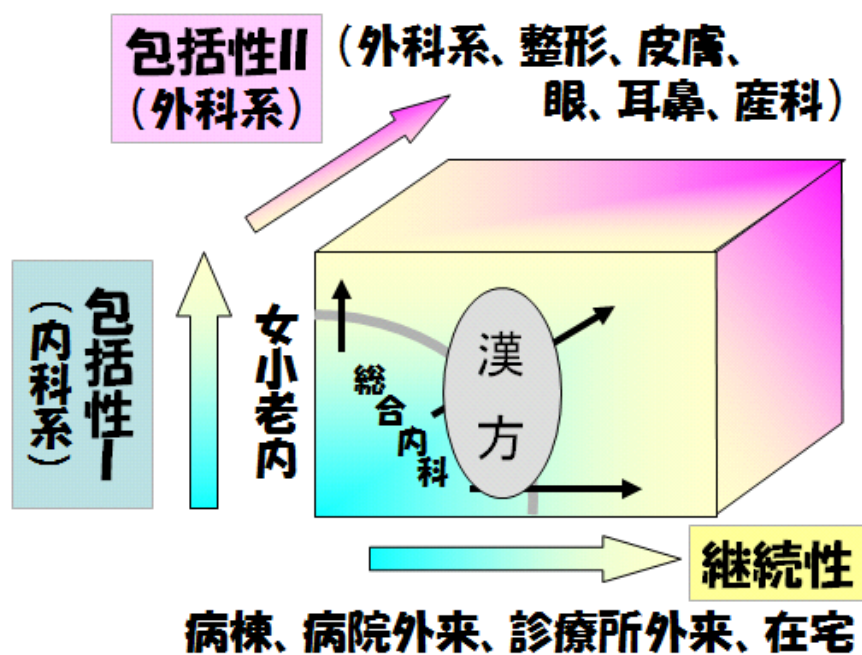 包括性II
(外科系)
(外科系、整形、皮膚、
眼、耳鼻、産科)
包括性I
(内科系)
女小老内
総合内科
漢方
継続性
病棟、病院外来、診療所外来、在宅